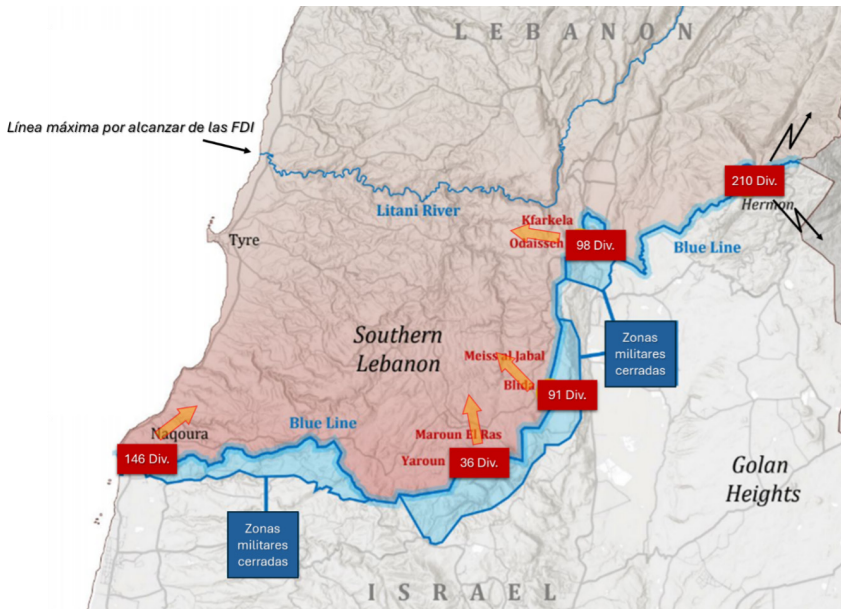 LEBANON
Línea máxima por alcanzar de las FDI
210 Div.
Hermon
Litani River
Kfarkela
Tyre
Odaisseh
98 Div.
Blue Line
Southern
Lebanon
Zonas
militares
cerradas
Meiss al Jabal
Blida
91 Div.
Blue Line
Naqoura
Maroun El Ras
146 Div.
Yaroun
36 Div.
Golan
Heights
Zonas
militares
cerradas
ISRAEL